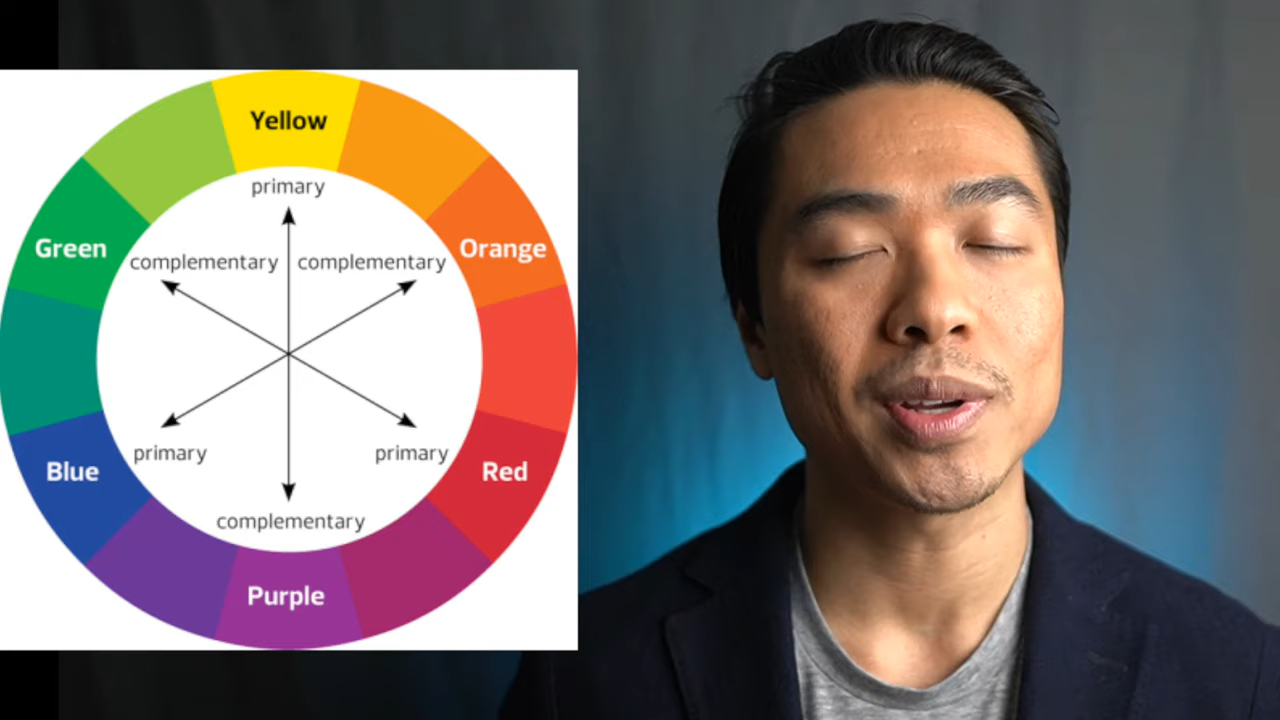 Yellow
primary
Green
Orange
complementary
complementary
primary
primary
Blue
Red
complementary
Purple